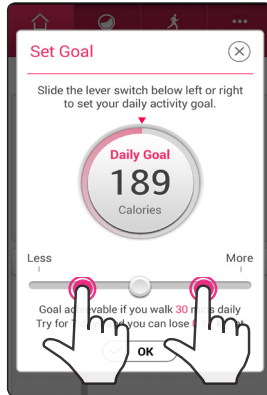 Set Goal
Slide the lever switch below left or right
to set your daily activity goal.
Daily Goal
189
Calories
Less More
Goal if you walk 30 daily
Try for you can lose
OK